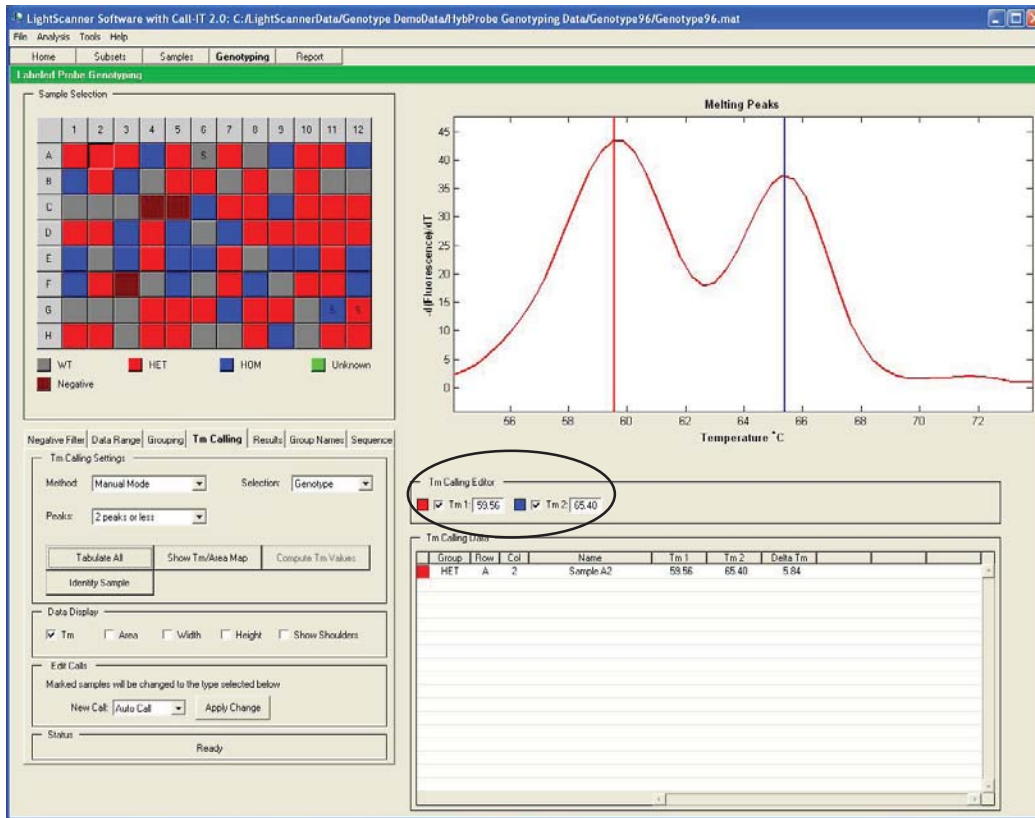 LightScanner Software with Call-IT 2.0: C:/LightScannerData/Genotype DemoData/HybProbe Genotyping Data/Genotype96/Genotype96.mat
File Analysis Tools Help
Home Subsets Samples Genotyping Report
Labeled Probe Genotyping
Sample Selection
1 2 3 4 5 6 7 8 9 10 11 12
A S
B
C
D
E
F
G S S
H
WT HET HOM Unknown
Negative
Melting Peaks
-d(Fluorescence)/dT
45
40
35
30
25
20
15
10
5
0
56 58 60 62 64 66 68 70 72
Temperature °C
Negative Filter Data Range Grouping Tm Calling Results Group Names Sequence
Tm Calling Settings
Method: Manual Mode Selection: Genotype
Peaks: 2 peaks or less
Tabulate All Show Tm/Area Map Compute Tm Values
Identify Sample
Data Display
Tm Area Width Height Show Shoulders
Edit Calls
Marked samples will be changed to the type selected below
New Call: Auto Call Apply Change
Status
Ready
Tm Calling Editor
Tm 1: 59.56 Tm 2: 65.40
Tm Calling Data
Group Row Col Name Tm 1 Tm 2 Delta Tm
HET A 2 Sample A2 59.56 65.40 5.84